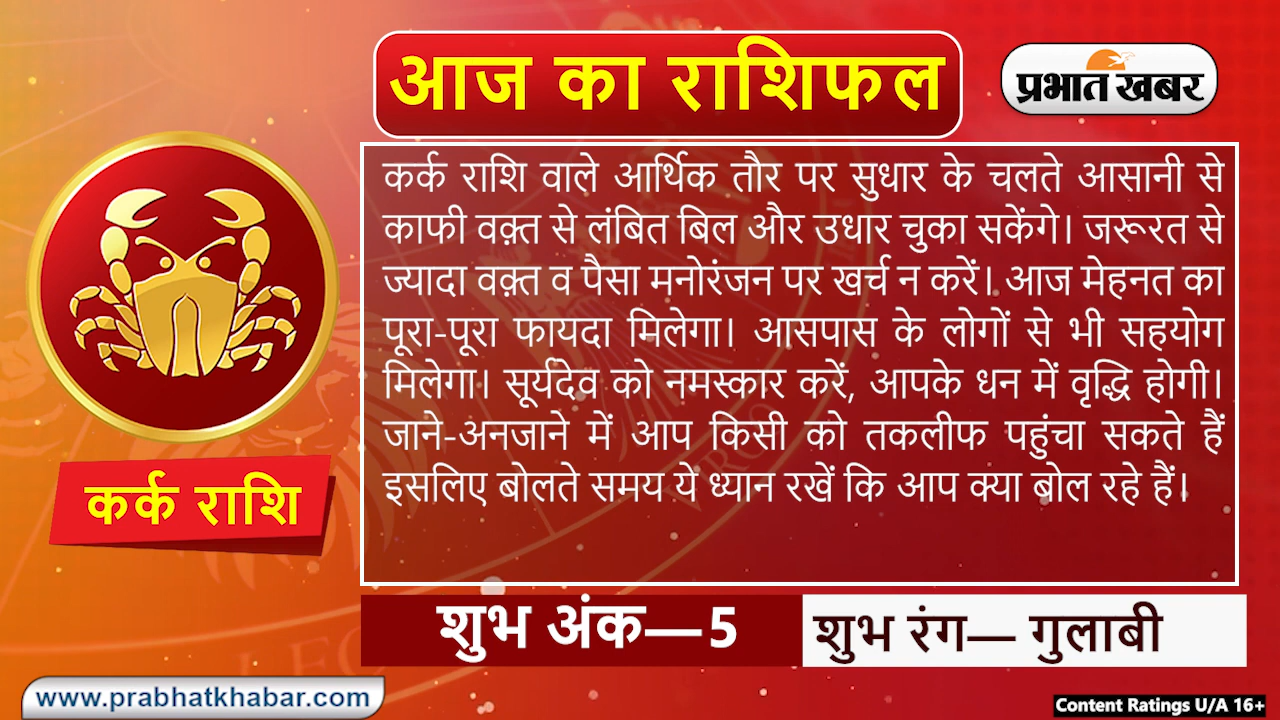 आज का राशिफल
प्रभात खबर
कर्क राशि वाले आर्थिक तौर पर सुधार के चलते आसानी से
काफी वक़्त से लंबित बिल और उधार चुका सकेंगे। जरूरत से
ज्यादा वक़्त व पैसा मनोरंजन पर खर्च न करें। आज मेहनत का
पूरा-पूरा फायदा मिलेगा। आसपास के लोगों से भी सहयोग
मिलेगा। सूर्यदेव को नमस्कार करें, आपके धन में वृद्धि होगी।
जाने-अनजाने में आप किसी को तकलीफ पहुंचा सकते हैं
इसलिए बोलते समय ये ध्यान रखें कि आप क्या बोल रहे हैं।
कर्क राशि
शुभ अंक—5
शुभ रंग— गुलाबी
www.prabhatkhabar.com
Content Ratings U/A 16+